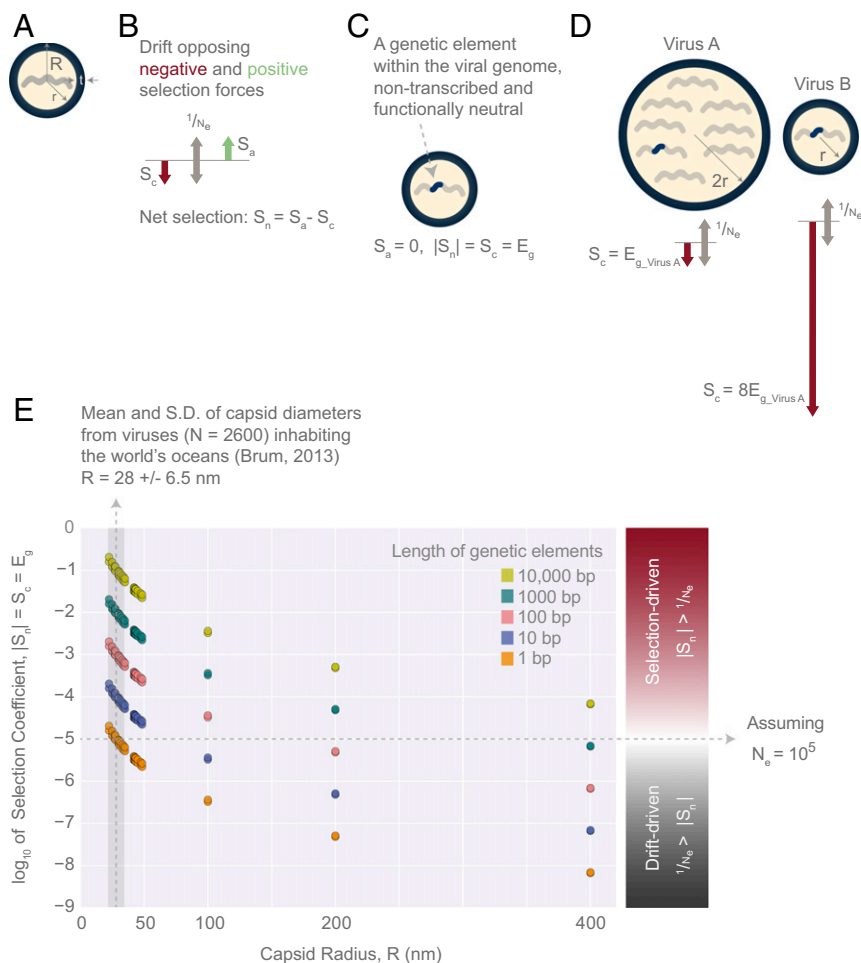 A
R
t
r
B
Drift opposing
negative and positive
selection forces
1/Ne
Sa
Sc
Net selection: Sn = Sa- Sc
C
A genetic element
within the viral genome,
non-transcribed and
functionally neutral
Sa = 0, |Sn| = Sc = Eg
D
Virus A
Virus B
2r
r
1/Ne
1/Ne
Sc = Eg_Virus A
Sc = 8Eg_Virus A
E
Mean and S.D. of capsid diameters
from viruses (N = 2600) inhabiting
the world's oceans (Brum, 2013)
R = 28 +/- 6.5 nm
log10 of Selection Coefficient, |Sn| = Sc = Eg
0
−1
−2
−3
−4
−5
−6
−7
−8
−9
Length of genetic elements
10,000 bp
1000 bp
100 bp
10 bp
1 bp
Selection-driven
|Sn| > 1/Ne
Drift-driven
1/Ne > |Sn|
Assuming
Ne = 10^5
0
50
100
200
400
Capsid Radius, R (nm)